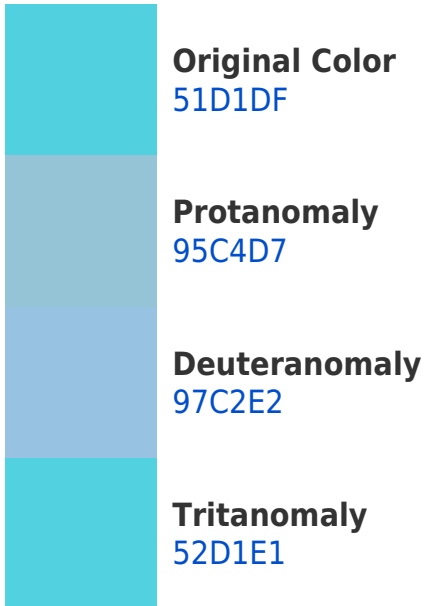 Original Color
51D1DF
Protanomaly
95C4D7
Deuteranomaly
97C2E2
Tritanomaly
52D1E1